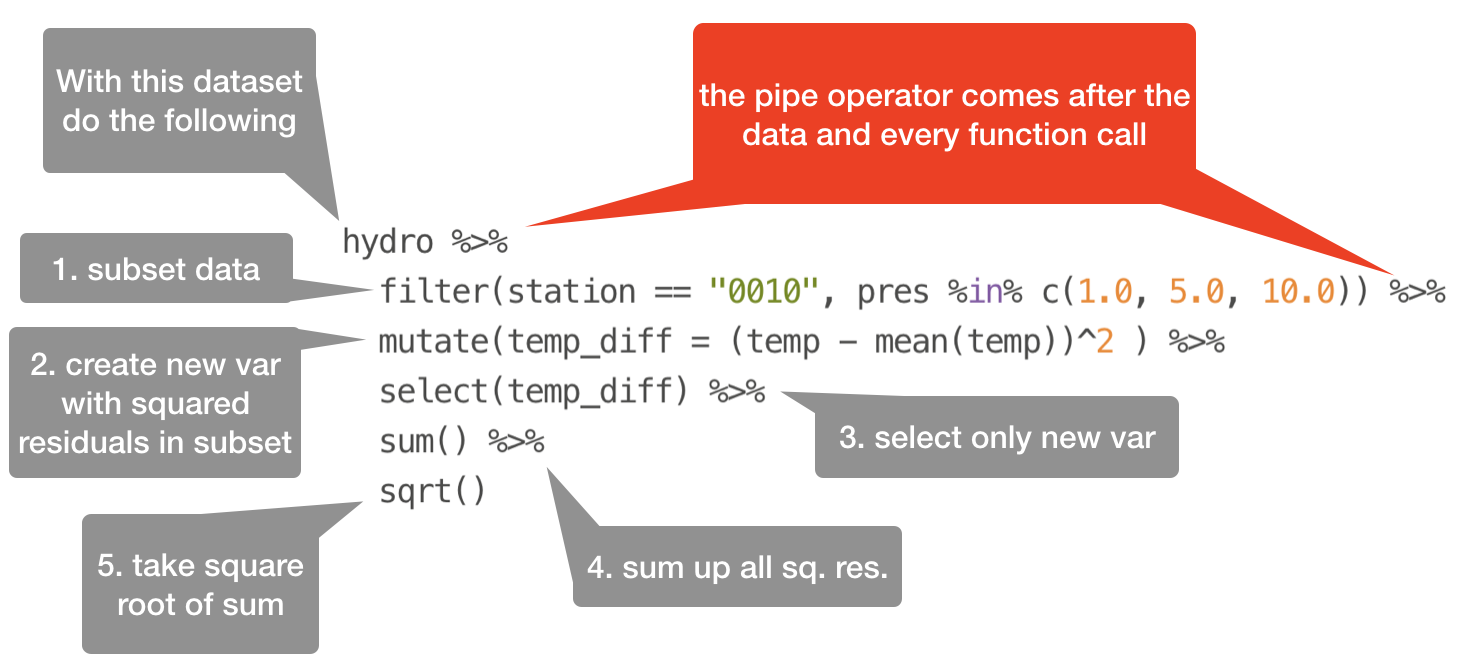 With this dataset
do the following
the pipe operator comes after the
data and every function call
hydro %>%
1. subset data
filter(station == "0010", pres %in% c(1.0, 5.0, 10.0)) %>%
mutate(temp_diff = (temp - mean(temp))^2 ) %>%
2. create new var
with squared
residuals in subset
select(temp_diff) %>%
3. select only new var
sum() %>%
sqrt()
4. sum up all sq. res.
5. take square
root of sum